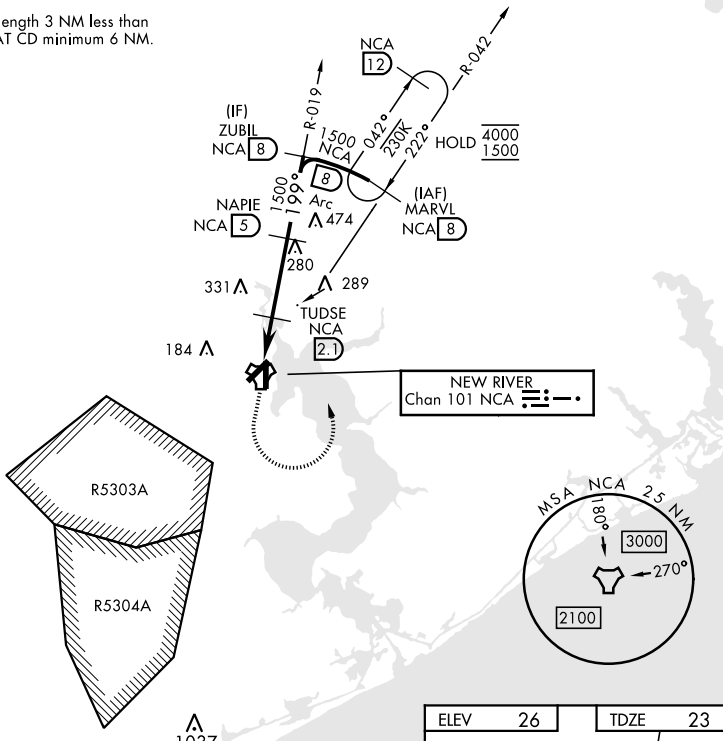 ength 3 NM less than
AT CD minimum 6 NM.
NCA
12
R-042
R-019
(IF)
ZUBIL
NCA 8
1500
NCA
8
Arc
042°
230K
222°
HOLD 4000
1500
(IAF)
MARVL
NCA 8
1500
199°
NAPIE
NCA 5
474
280
331
289
TUDSE
NCA
2.1
184
NEW RIVER
Chan 101 NCA
R5303A
R5304A
MSA NCA 25 NM
180°
3000
270°
2100
1037
ELEV 26
TDZE 23